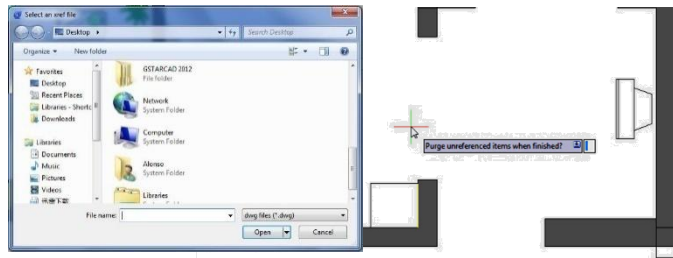 Select an xref file
Desktop
Search Desktop
Organize
New folder
Favorites
Desktop
Recent Places
Libraries - Shortc
Downloads
Libraries
Documents
Music
Pictures
Videos
GSTARCAD 2012
File folder
Network
System Folder
Computer
System Folder
Alonso
System Folder
Libraries
File name:
dwg files (*.dwg)
Open
Cancel
Purge unreferenced items when finished?